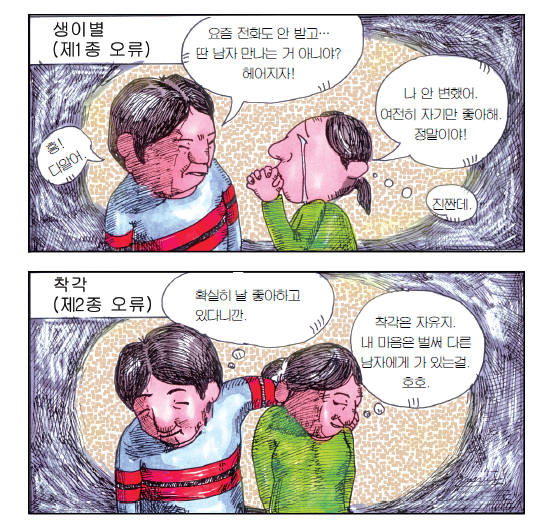 생이별
(제1종 오류)
요즘 전화도 안 받고…
딴 남자 만나는 거 아니야?
헤어지자!
흥!
다알어.
나 안 변했어.
여전히 자기만 좋아해.
정말이야!
진짠데.
착각
(제2종 오류)
확실히 날 좋아하고
있다니깐.
착각은 자유지.
내 마음은 벌써 다른
남자에게 가 있는걸.
호호.